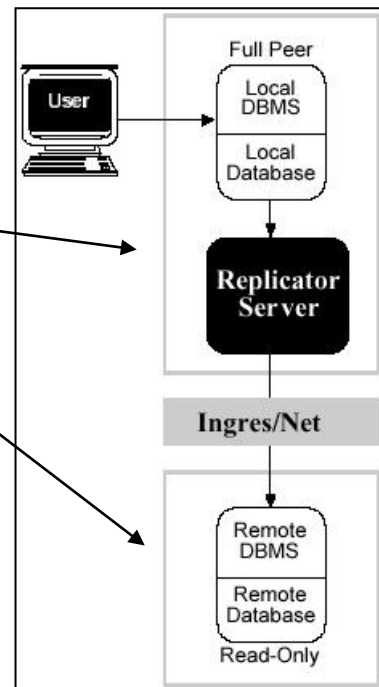 Full Peer
User
Local
DBMS
Local
Database
Replicator
Server
Ingres/Net
Remote
DBMS
Remote
Database
Read-Only